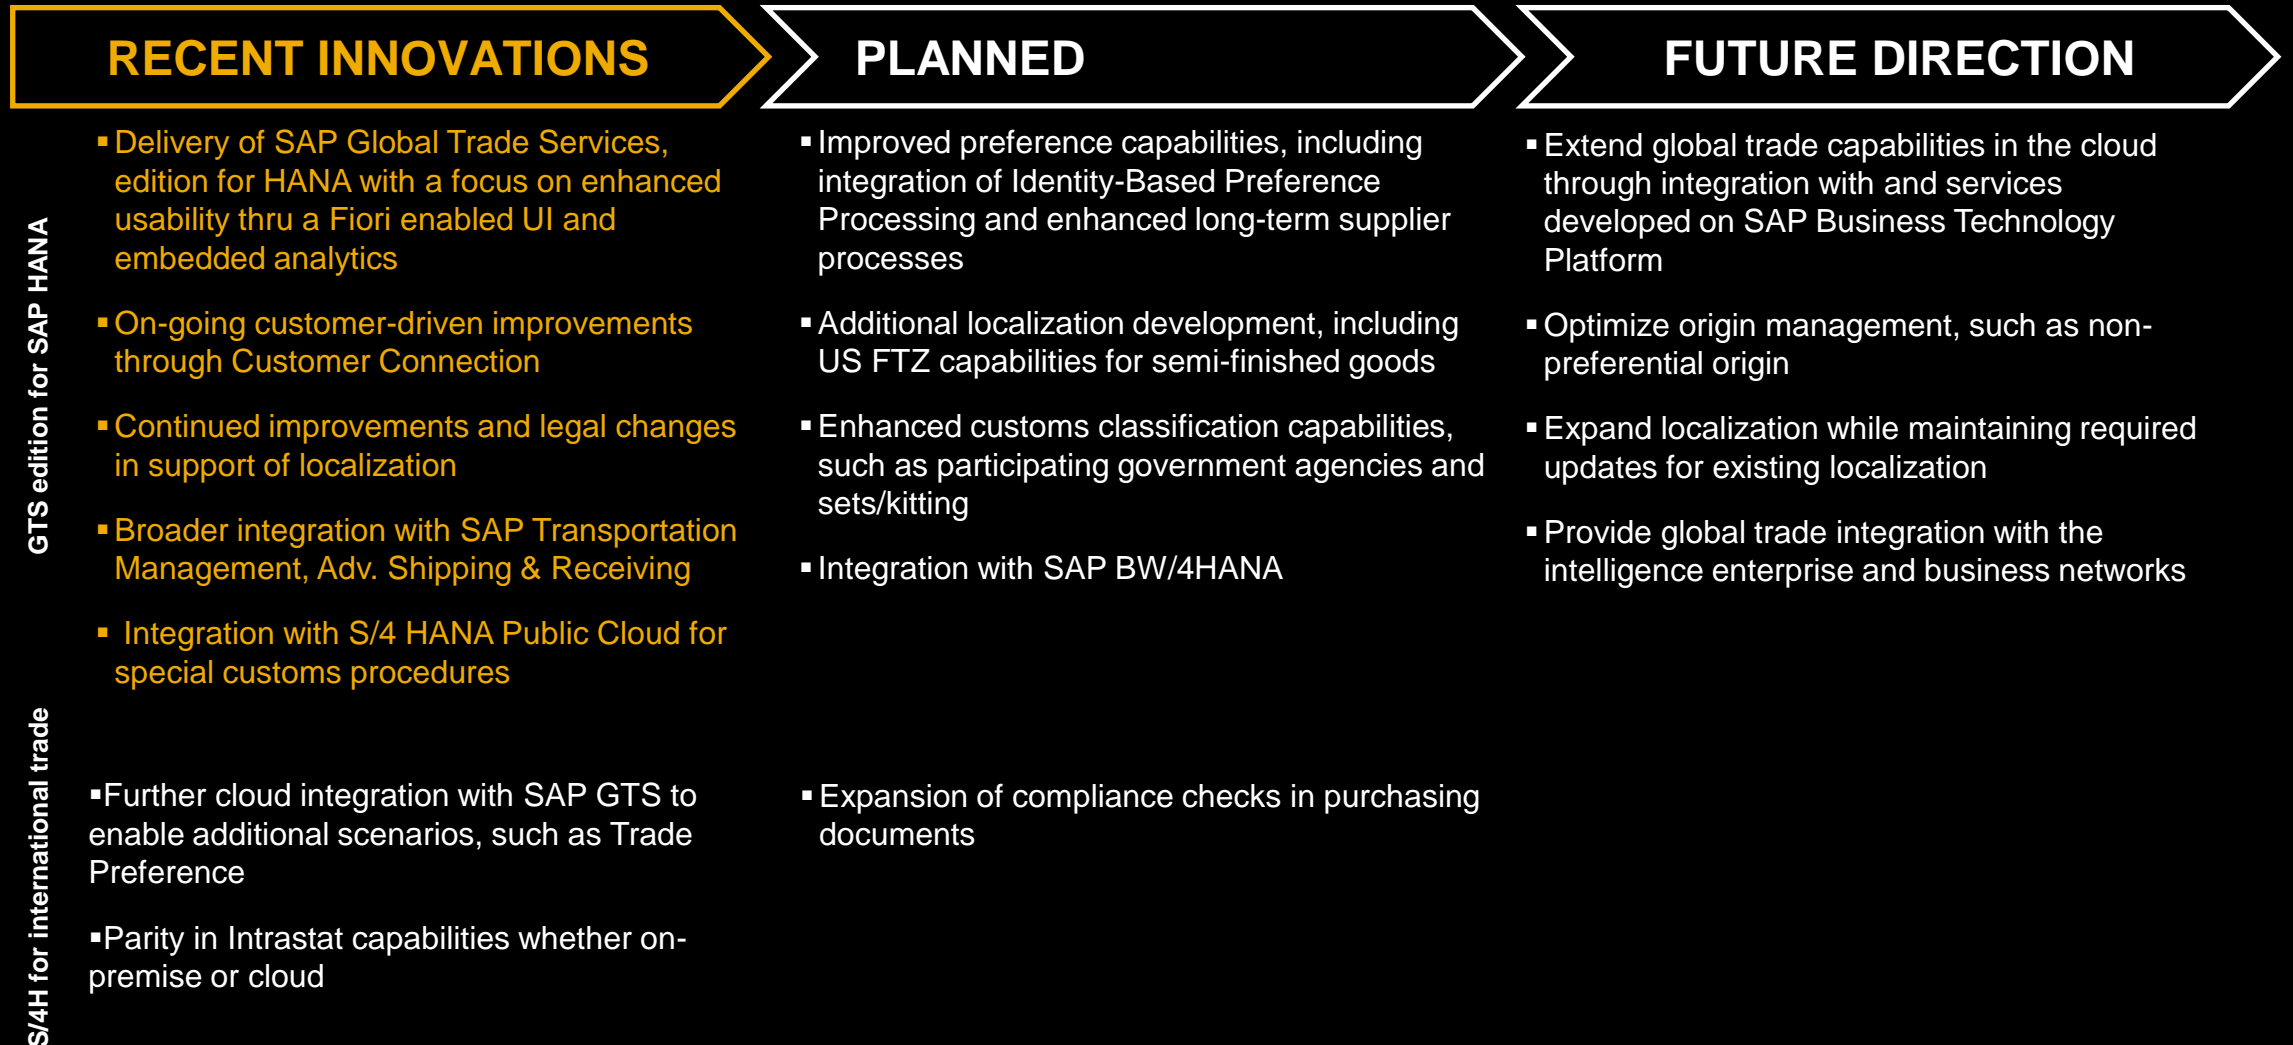 RECENT INNOVATIONS
PLANNED
FUTURE DIRECTION
GTS edition for SAP HANA
▪ Delivery of SAP Global Trade Services,
edition for HANA with a focus on enhanced
usability thru a Fiori enabled UI and
embedded analytics
▪ On-going customer-driven improvements
through Customer Connection
▪ Continued improvements and legal changes
in support of localization
▪ Broader integration with SAP Transportation
Management, Adv. Shipping & Receiving
▪ Integration with S/4 HANA Public Cloud for
special customs procedures
▪ Improved preference capabilities, including
integration of Identity-Based Preference
Processing and enhanced long-term supplier
processes
▪ Additional localization development, including
US FTZ capabilities for semi-finished goods
▪ Enhanced customs classification capabilities,
such as participating government agencies and
sets/kitting
▪ Integration with SAP BW/4HANA
▪ Extend global trade capabilities in the cloud
through integration with and services
developed on SAP Business Technology
Platform
▪ Optimize origin management, such as non-
preferential origin
▪ Expand localization while maintaining required
updates for existing localization
▪ Provide global trade integration with the
intelligence enterprise and business networks
S/4H for international trade
▪Further cloud integration with SAP GTS to
enable additional scenarios, such as Trade
Preference
▪Parity in Intrastat capabilities whether on-
premise or cloud
▪ Expansion of compliance checks in purchasing
documents